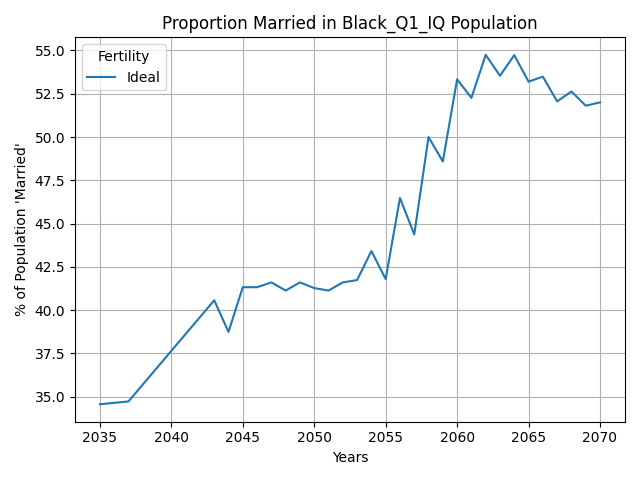 Proportion Married in Black_Q1_IQ Population
Fertility
Ideal
% of Population 'Married'
55.0
52.5
50.0
47.5
45.0
42.5
40.0
37.5
35.0
2035 2040 2045 2050 2055 2060 2065 2070
Years